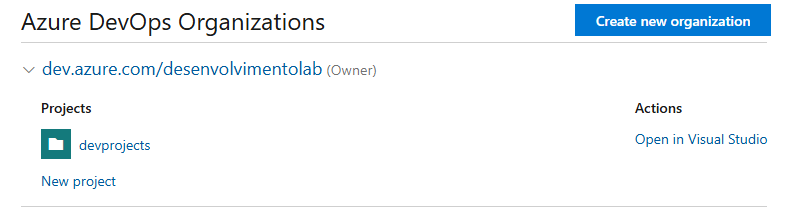 Azure DevOps Organizations
Create new organization
dev.azure.com/desenvolvimentolab (Owner)
Projects
Actions
devprojects
Open in Visual Studio
New project